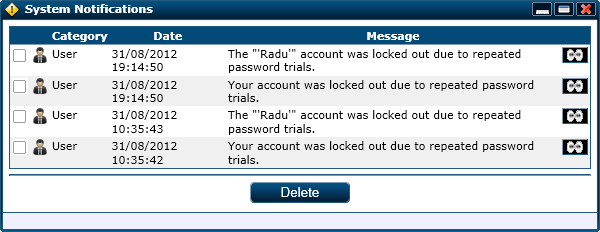 System Notifications
Category Date Message
User 31/08/2012 The "'Radu'" account was locked out due to repeated
19:14:50 password trials.
User 31/08/2012 Your account was locked out due to repeated password
19:14:50 trials.
User 31/08/2012 The "'Radu'" account was locked out due to repeated
10:35:43 password trials.
User 31/08/2012 Your account was locked out due to repeated password
10:35:42 trials.
Delete